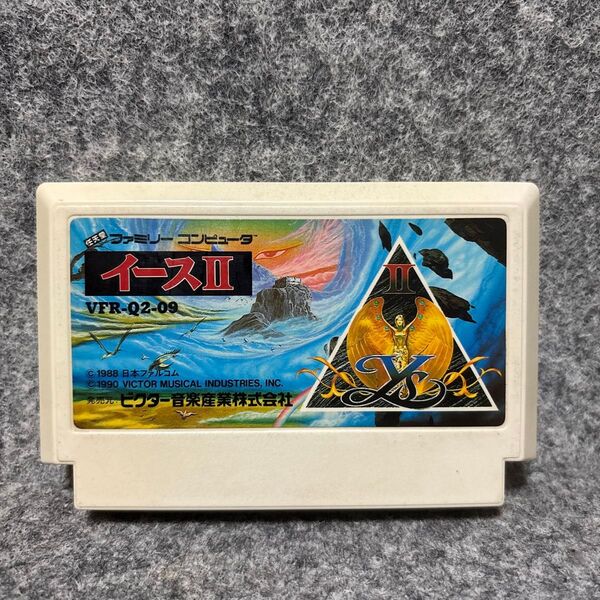 任天堂 ファミリーコンピュータ™
イースII
VFR-Q2-09
© 1988 日本ファルコム
© 1990 VICTOR MUSICAL INDUSTRIES, INC.
発売元 ビクター音楽産業株式会社
II
Ys